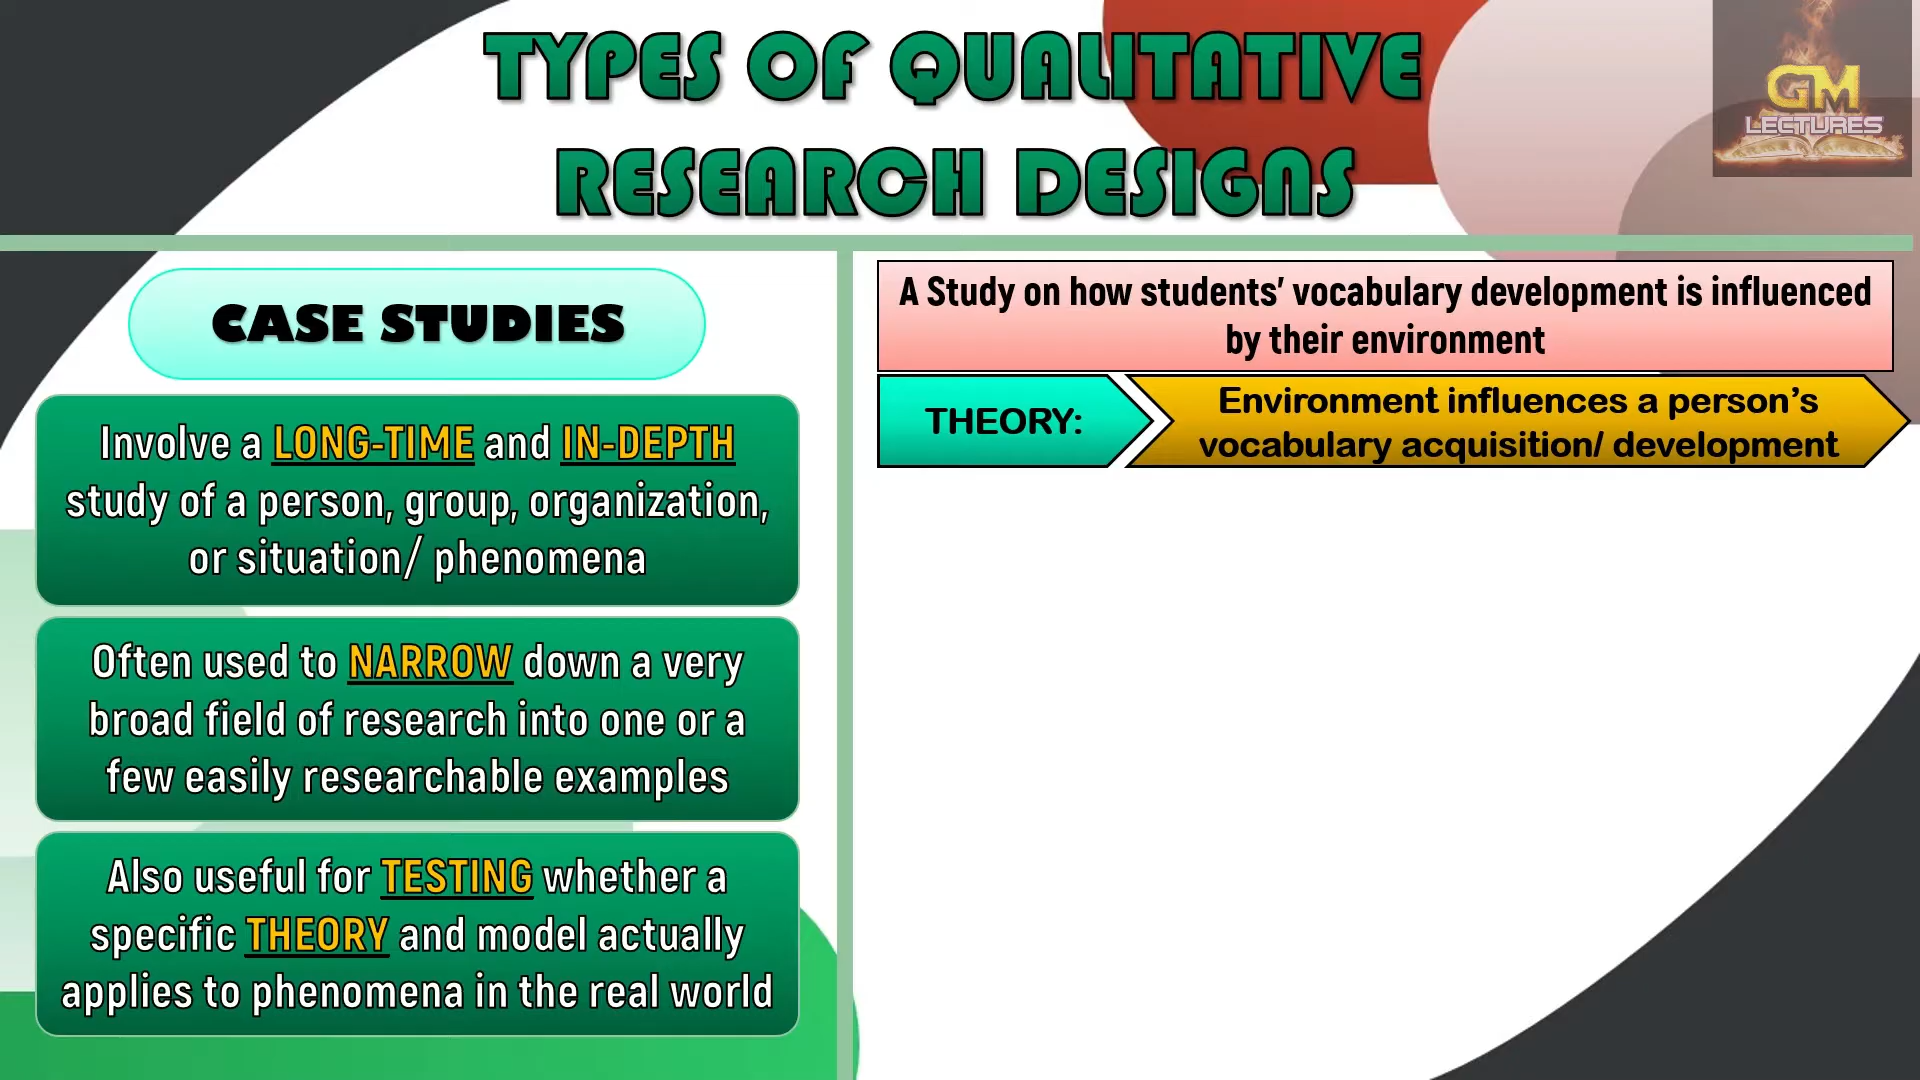 TYPES OF QUALITATIVE
RESEARCH DESIGNS
GM
LECTURES
CASE STUDIES
Involve a LONG-TIME and IN-DEPTH
study of a person, group, organization,
or situation/ phenomena
Often used to NARROW down a very
broad field of research into one or a
few easily researchable examples
Also useful for TESTING whether a
specific THEORY and model actually
applies to phenomena in the real world
A Study on how students’ vocabulary development is influenced
by their environment
THEORY:
Environment influences a person’s
vocabulary acquisition/ development